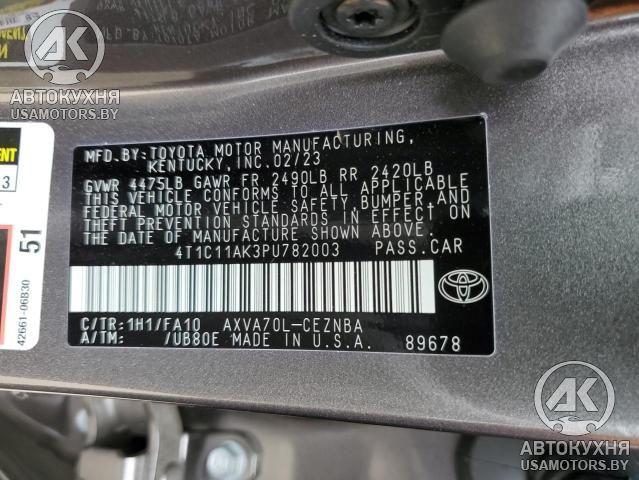 АВТОКУХНЯ
USAMOTORS.BY
MFD.BY:TOYOTA MOTOR MANUFACTURING,
KENTUCKY, INC. 02/23
GVWR 4475LB GAWR FR 2490LB RR 2420LB
THIS VEHICLE CONFORMS TO ALL APPLICABLE
FEDERAL MOTOR VEHICLE SAFETY, BUMPER, AND
THEFT PREVENTION STANDARDS IN EFFECT ON
THE DATE OF MANUFACTURE SHOWN ABOVE.
4T1C11AK3PU782003 PASS.CAR
C/TR:1H1/FA10 AXVA70L-CEZNBA
A/TM: /UB80E MADE IN U.S.A. 89678
51
42661-06B30
АВТОКУХНЯ
USAMOTORS.BY